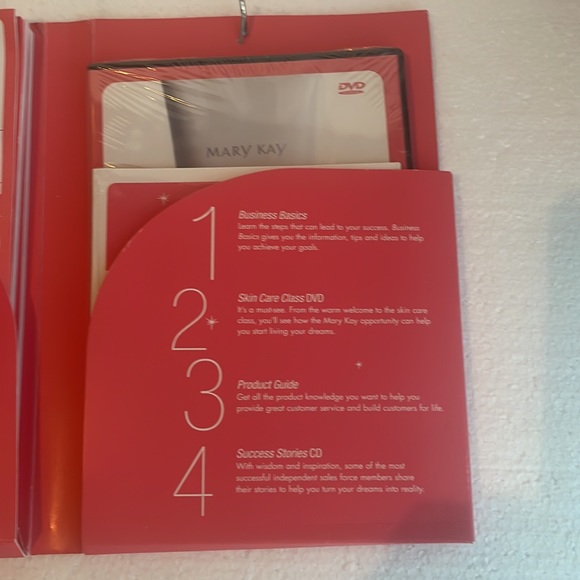 DVD
MARY KAY
1
Business Basics
Learn the steps that can lead to your success. Business
Basics gives you the information, tips and ideas to help
you achieve your goals.
2
Skin Care Class DVD
It's a must-see. From the warm welcome to the skin care
class, you'll see how the Mary Kay opportunity can help
you start living your dreams.
3
Product Guide
Get all the product knowledge you want to help you
provide great customer service and build customers for life.
4
Success Stories CD
With wisdom and inspiration, some of the most
successful independent sales force members share
their stories to help you turn your dreams into reality.